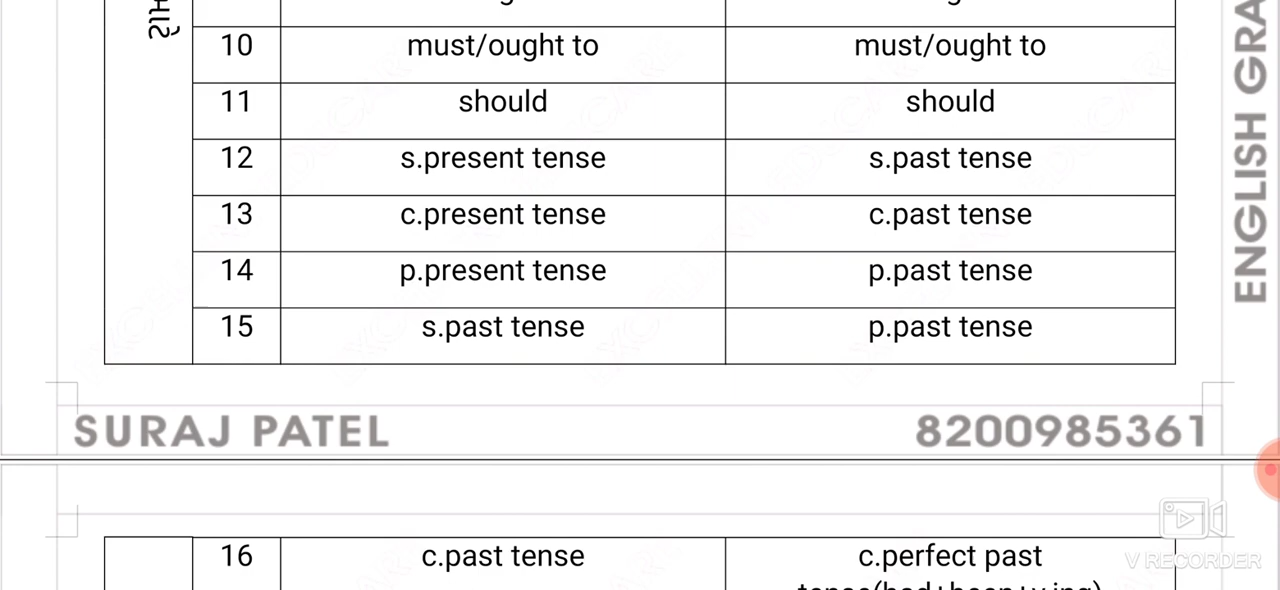 10 must/ought to must/ought to
11 should should
12 s.present tense s.past tense
13 c.present tense c.past tense
14 p.present tense p.past tense
15 s.past tense p.past tense
SURAJ PATEL 8200985361
ENGLISH GRA
16 c.past tense c.perfect past
V RECORDER